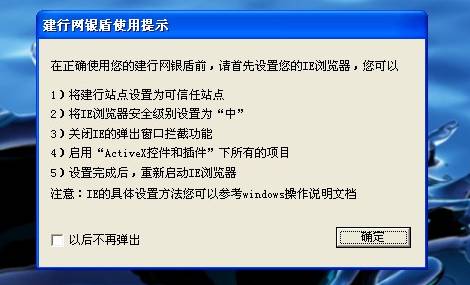 建行网银盾使用提示
在正确使用您的建行网银盾前，请首先设置您的IE浏览器，您可以
1）将建行站点设置为可信任站点
2）将IE浏览器安全级别设置为“中”
3）关闭IE的弹出窗口拦截功能
4）启用“ActiveX控件和插件”下所有的项目
5）设置完成后，重新启动IE浏览器
注意：IE的具体设置方法您可以参考windows操作说明文档
以后不再弹出
确定